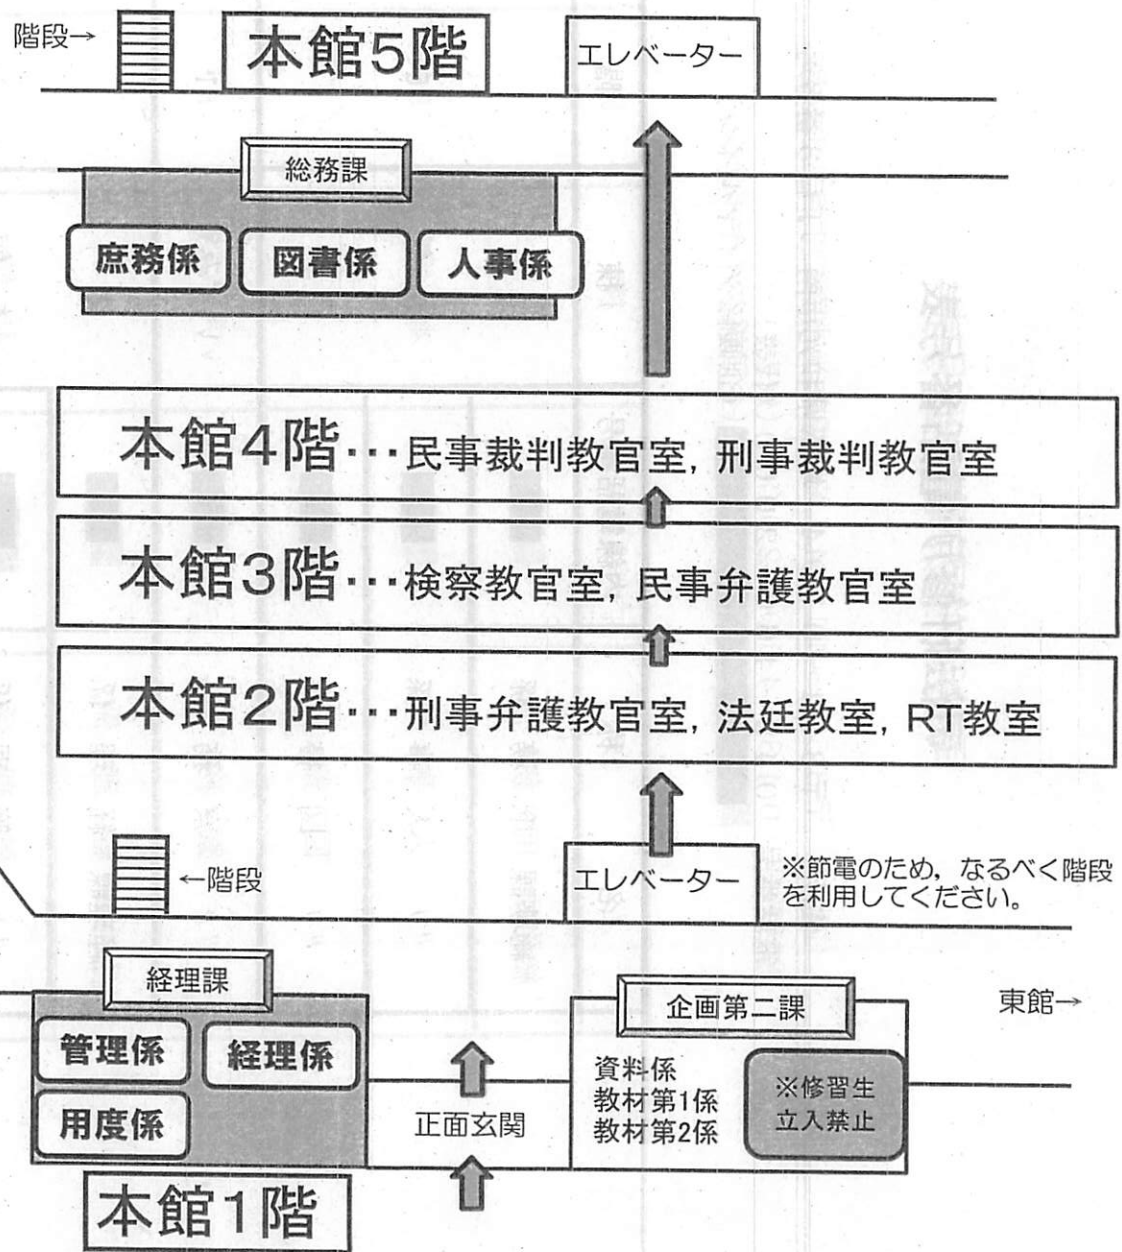 階段→
本館5階
エレベーター
総務課
庶務係
図書係
人事係
本館4階…民事裁判教官室,刑事裁判教官室
本館3階…検察教官室,民事弁護教官室
本館2階…刑事弁護教官室,法廷教室,RT教室
←階段
エレベーター
※節電のため,なるべく階段
を利用してください。
経理課
管理係
経理係
用度係
正面玄関
企画第二課
資料係
教材第1係
教材第2係
※修習生
立入禁止
東館→
本館1階